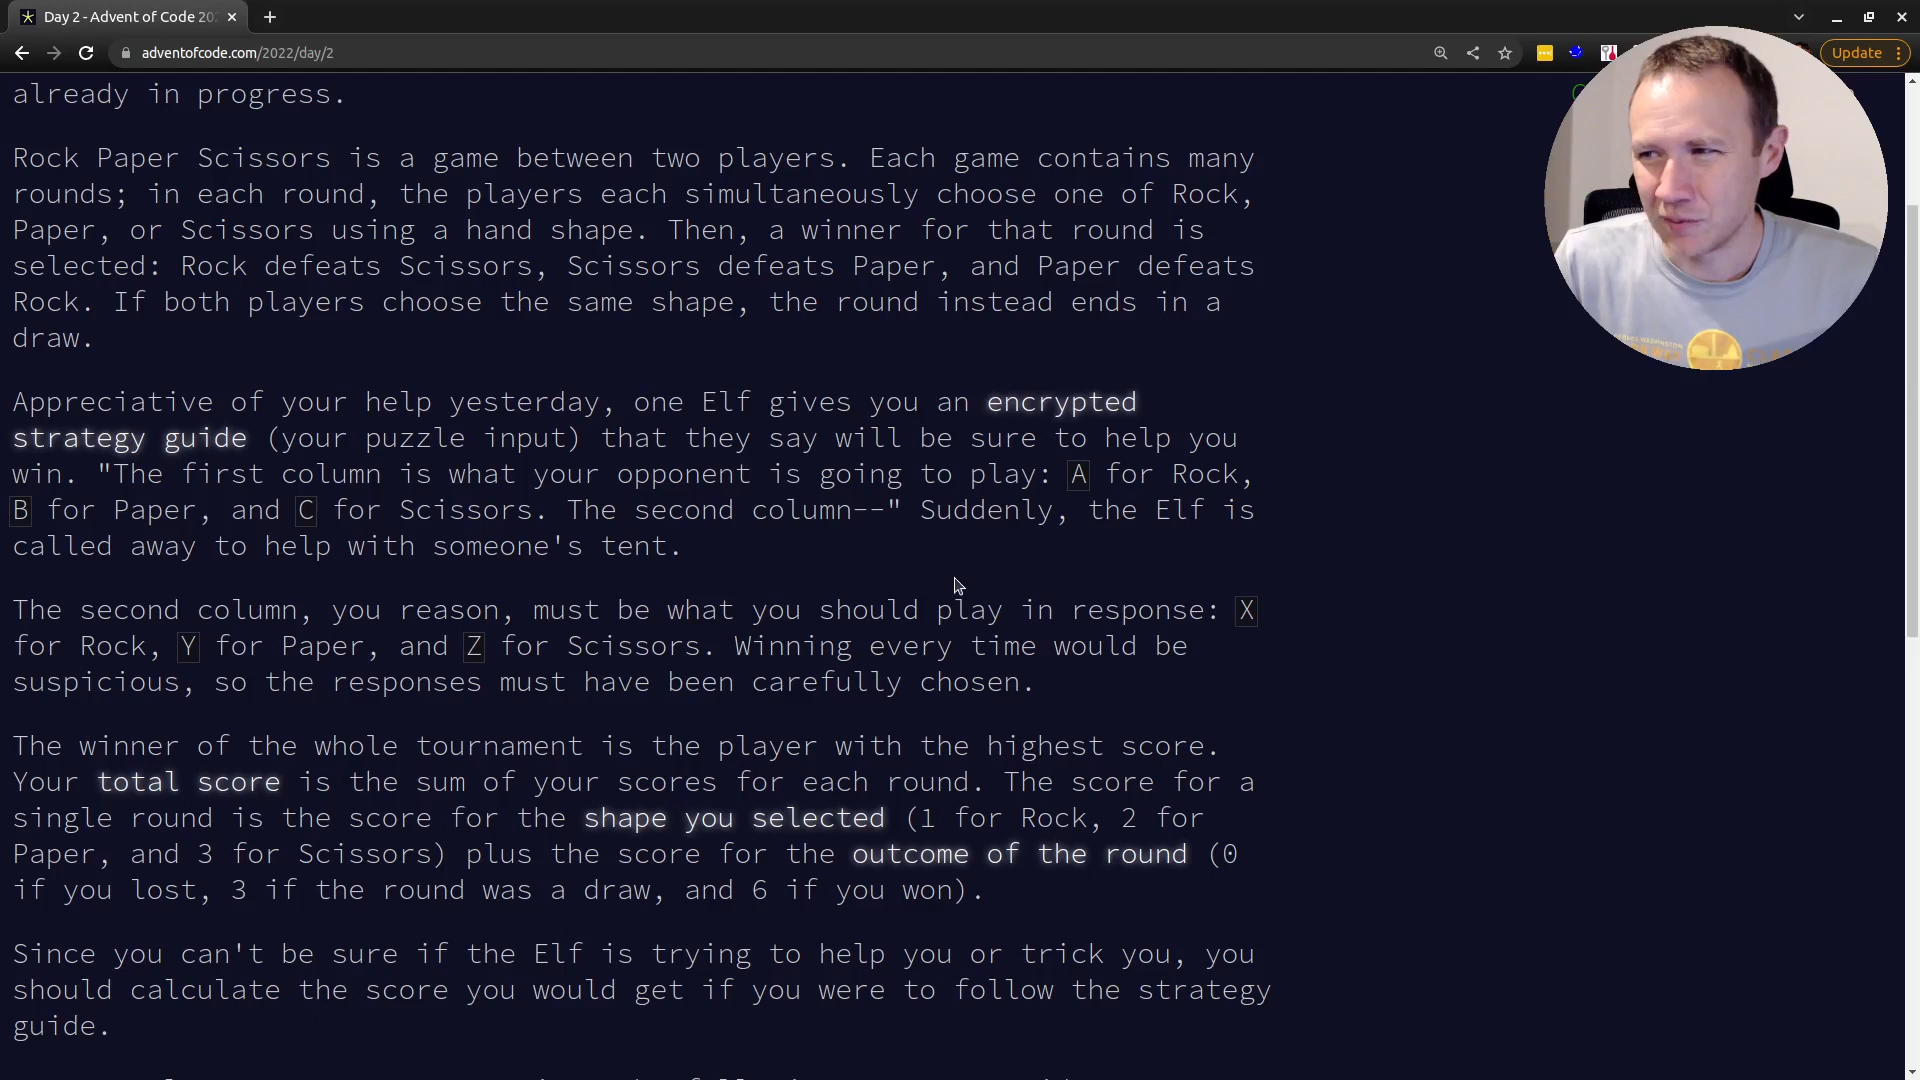 Day 2 - Advent of Code 202
adventofcode.com/2022/day/2
Update
already in progress.
Rock Paper Scissors is a game between two players. Each game contains many
rounds; in each round, the players each simultaneously choose one of Rock,
Paper, or Scissors using a hand shape. Then, a winner for that round is
selected: Rock defeats Scissors, Scissors defeats Paper, and Paper defeats
Rock. If both players choose the same shape, the round instead ends in a
draw.
Appreciative of your help yesterday, one Elf gives you an encrypted
strategy guide (your puzzle input) that they say will be sure to help you
win. "The first column is what your opponent is going to play: A for Rock,
B for Paper, and C for Scissors. The second column--" Suddenly, the Elf is
called away to help with someone's tent.
The second column, you reason, must be what you should play in response: X
for Rock, Y for Paper, and Z for Scissors. Winning every time would be
suspicious, so the responses must have been carefully chosen.
The winner of the whole tournament is the player with the highest score.
Your total score is the sum of your scores for each round. The score for a
single round is the score for the shape you selected (1 for Rock, 2 for
Paper, and 3 for Scissors) plus the score for the outcome of the round (0
if you lost, 3 if the round was a draw, and 6 if you won).
Since you can't be sure if the Elf is trying to help you or trick you, you
should calculate the score you would get if you were to follow the strategy
guide.